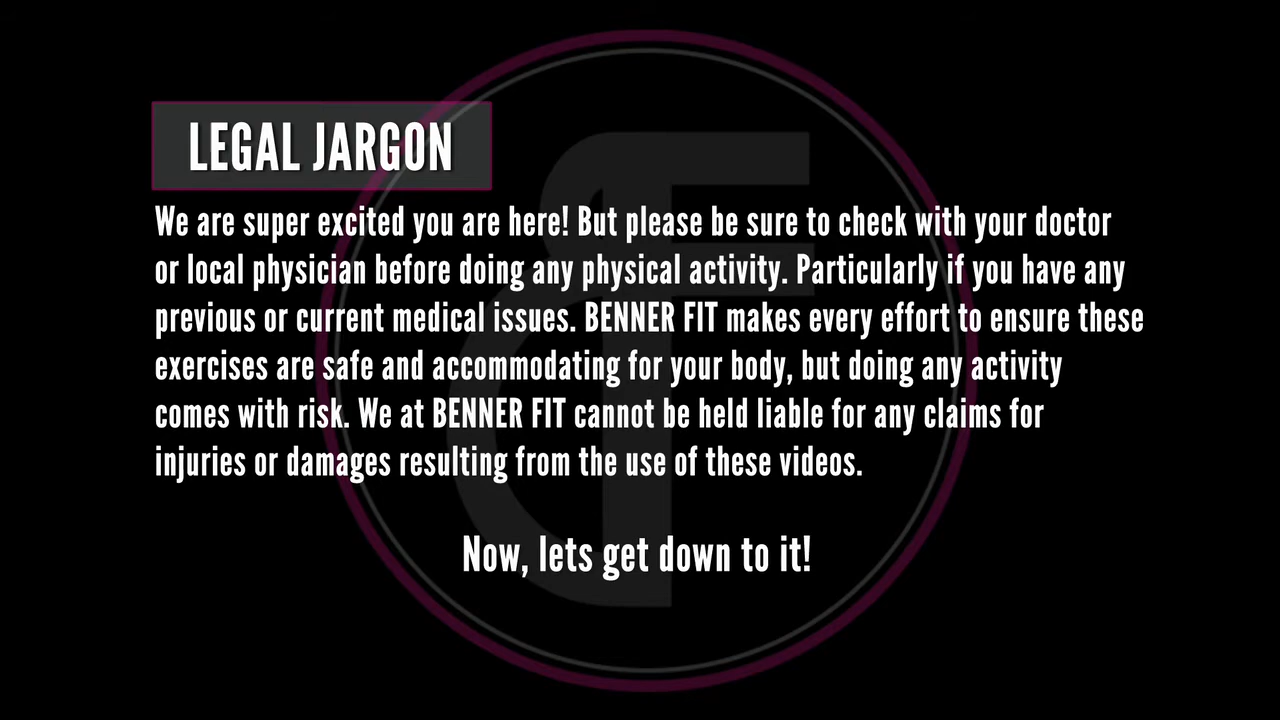 LEGAL JARGON
We are super excited you are here! But please be sure to check with your doctor
or local physician before doing any physical activity. Particularly if you have any
previous or current medical issues. BENNER FIT makes every effort to ensure these
exercises are safe and accommodating for your body, but doing any activity
comes with risk. We at BENNER FIT cannot be held liable for any claims for
injuries or damages resulting from the use of these videos.
Now, lets get down to it!